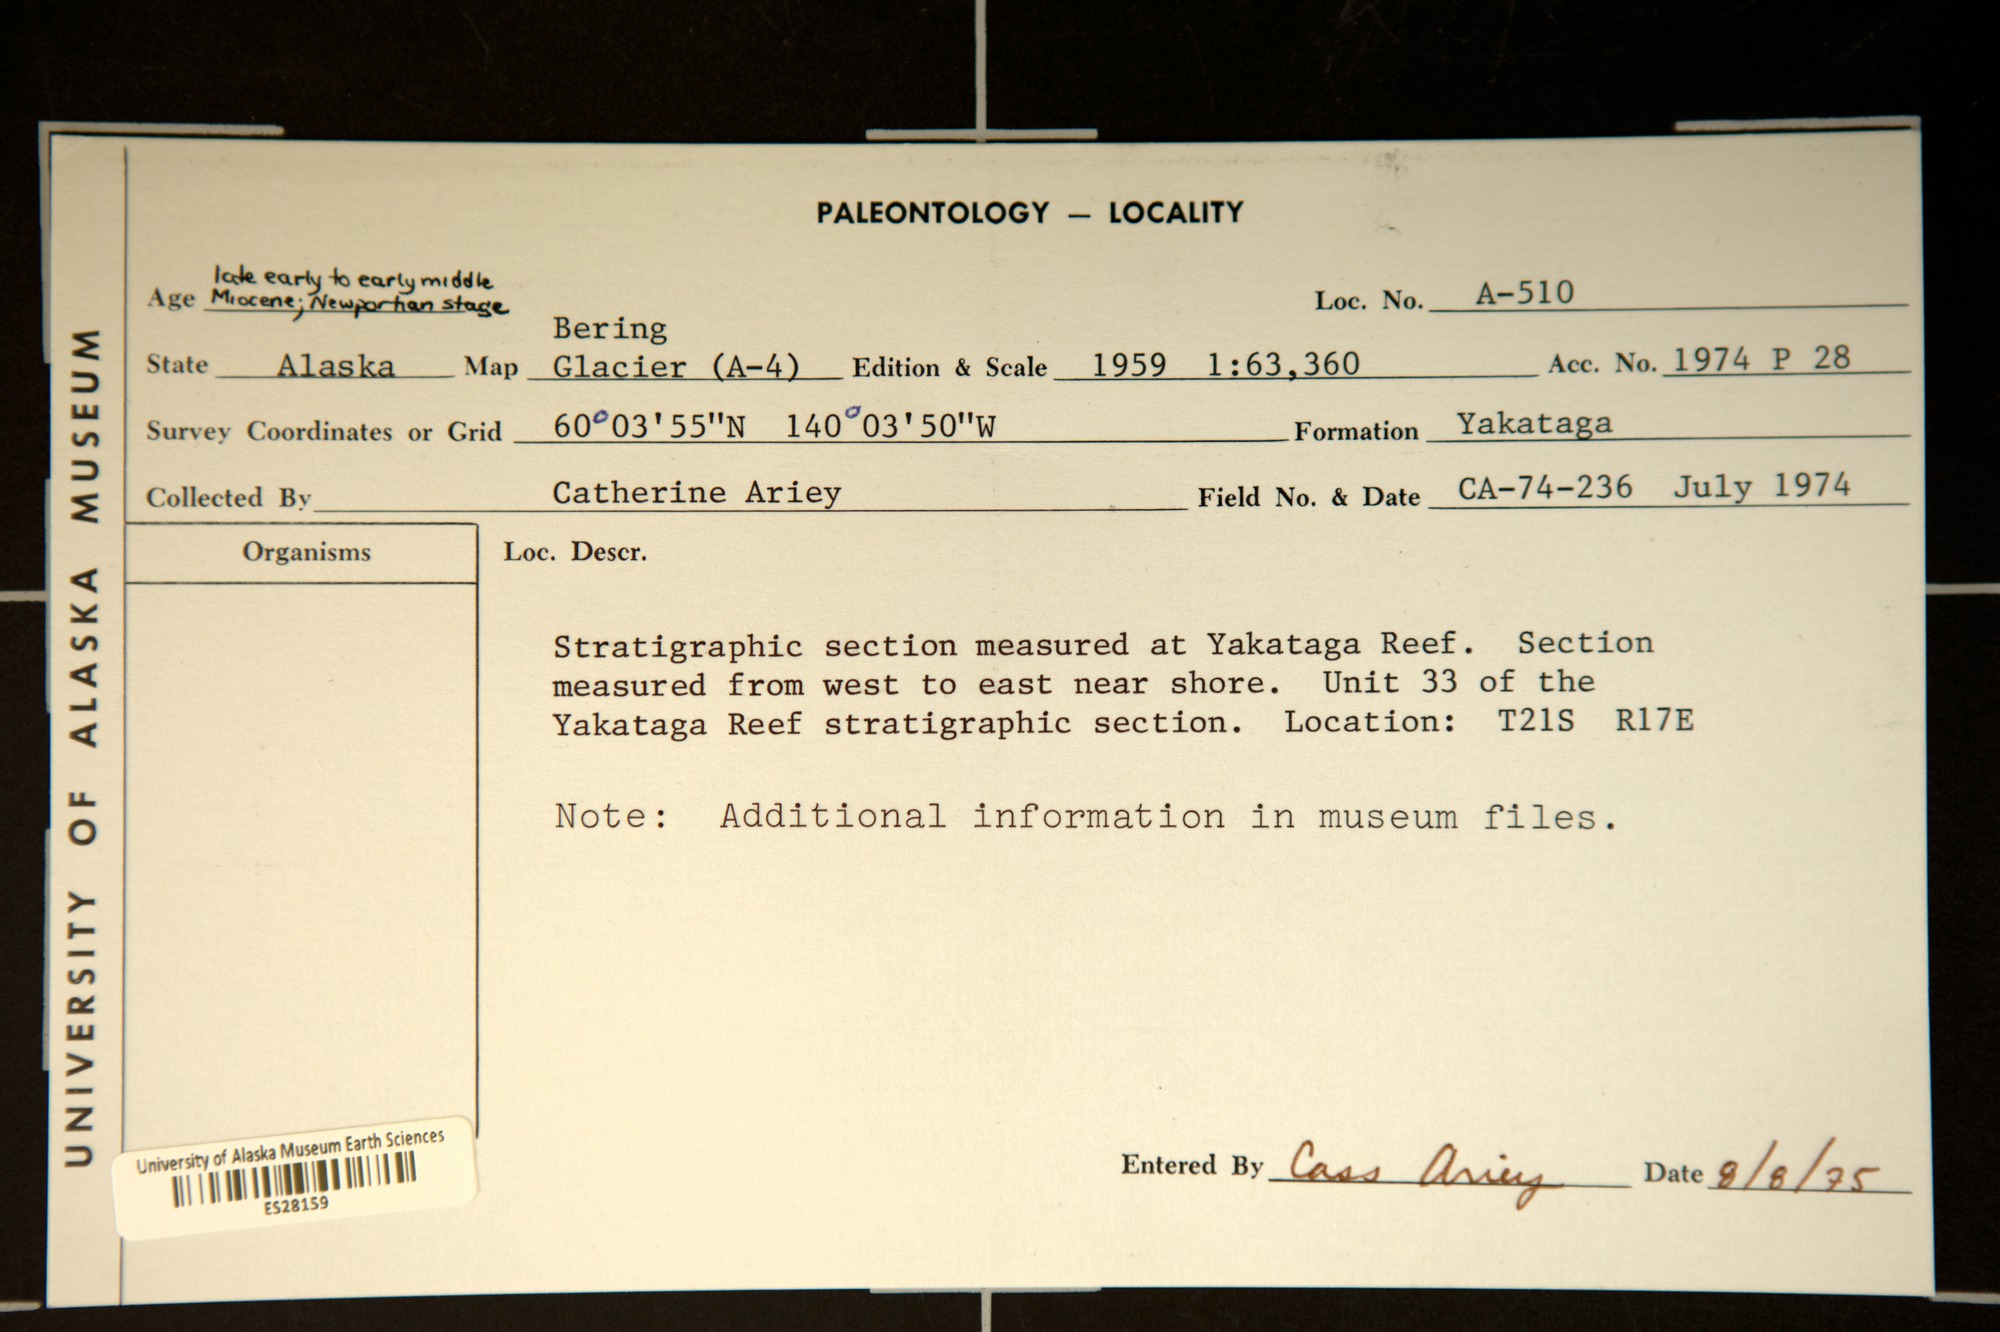 UNIVERSITY OF ALASKA MUSEUM
PALEONTOLOGY — LOCALITY
late early to early middle
Age Miocene; Newportian stage
Loc. No. A-510
Bering
State Alaska Map Glacier (A-4) Edition & Scale 1959 1:63,360 Acc. No. 1974 P 28
Survey Coordinates or Grid 60°03'55"N 140°03'50"W Formation Yakataga
Collected By Catherine Ariey Field No. & Date CA-74-236 July 1974
Organisms
Loc. Descr.
Stratigraphic section measured at Yakataga Reef. Section
measured from west to east near shore. Unit 33 of the
Yakataga Reef stratigraphic section. Location: T21S R17E
Note: Additional information in museum files.
Entered By Cass Ariey Date 8/8/75
University of Alaska Museum Earth Sciences
ES28159